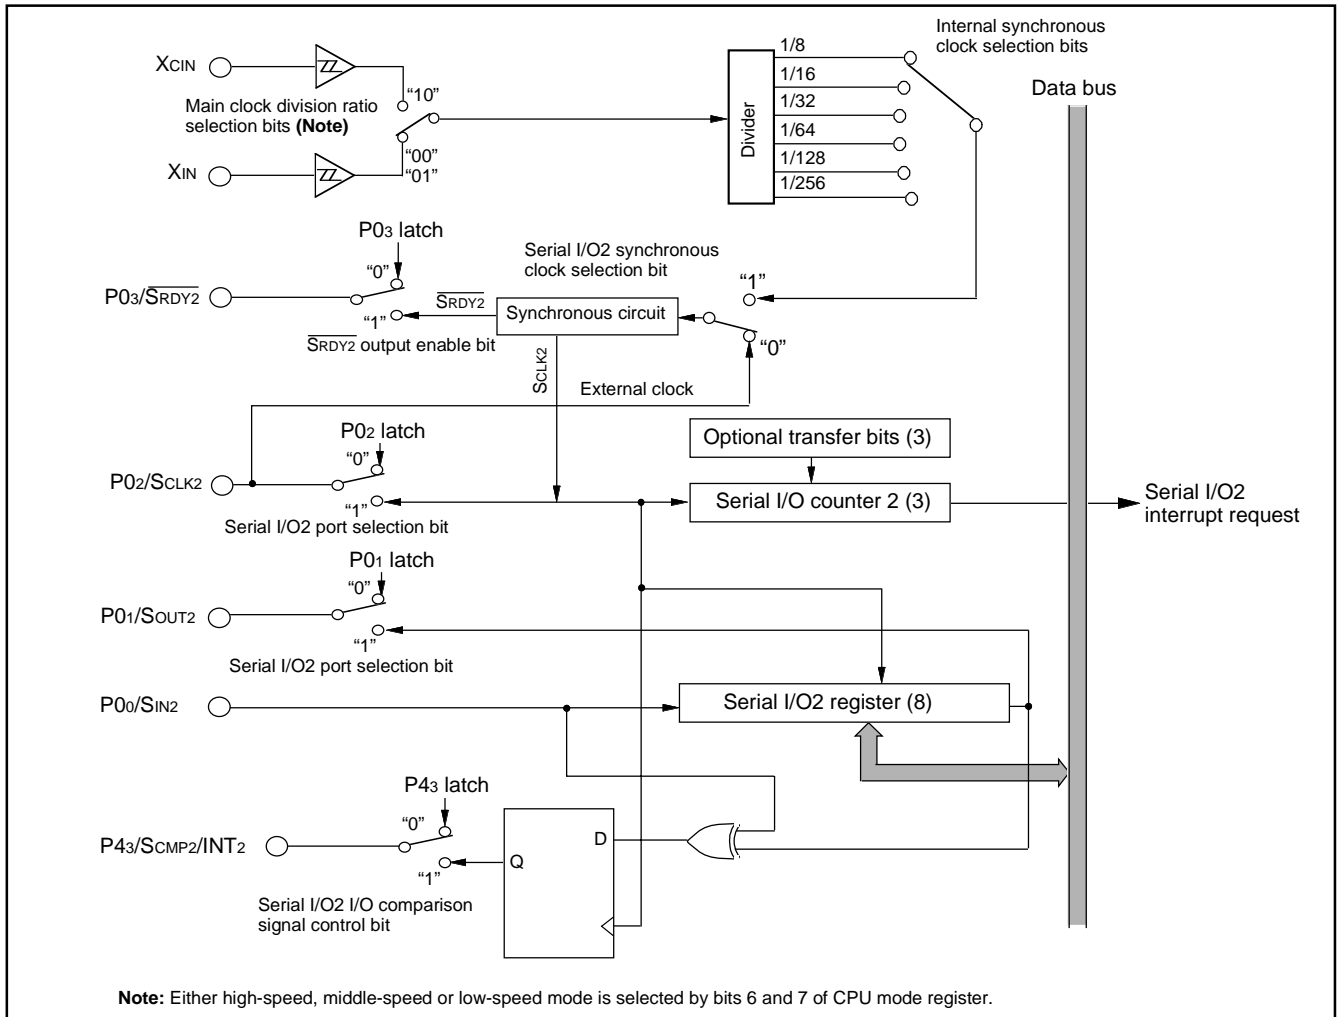 Internal synchronous
clock selection bits
XCIN
Main clock division ratio
selection bits (Note)
“10”
“00”
“01”
XIN
Divider
1/8
1/16
1/32
1/64
1/128
1/256
Data bus
P03 latch
“0”
P03/SRDY2
“1”
SRDY2
SRDY2 output enable bit
Serial I/O2 synchronous
clock selection bit
Synchronous circuit
“1”
“0”
SCLK2
External clock
P02 latch
“0”
P02/SCLK2
“1”
Serial I/O2 port selection bit
Optional transfer bits (3)
Serial I/O counter 2 (3)
Serial I/O2
interrupt request
P01 latch
“0”
P01/SOUT2
“1”
Serial I/O2 port selection bit
P00/SIN2
Serial I/O2 register (8)
P43 latch
“0”
P43/SCMP2/INT2
“1”
Q
D
Serial I/O2 I/O comparison
signal control bit
Note: Either high-speed, middle-speed or low-speed mode is selected by bits 6 and 7 of CPU mode register.